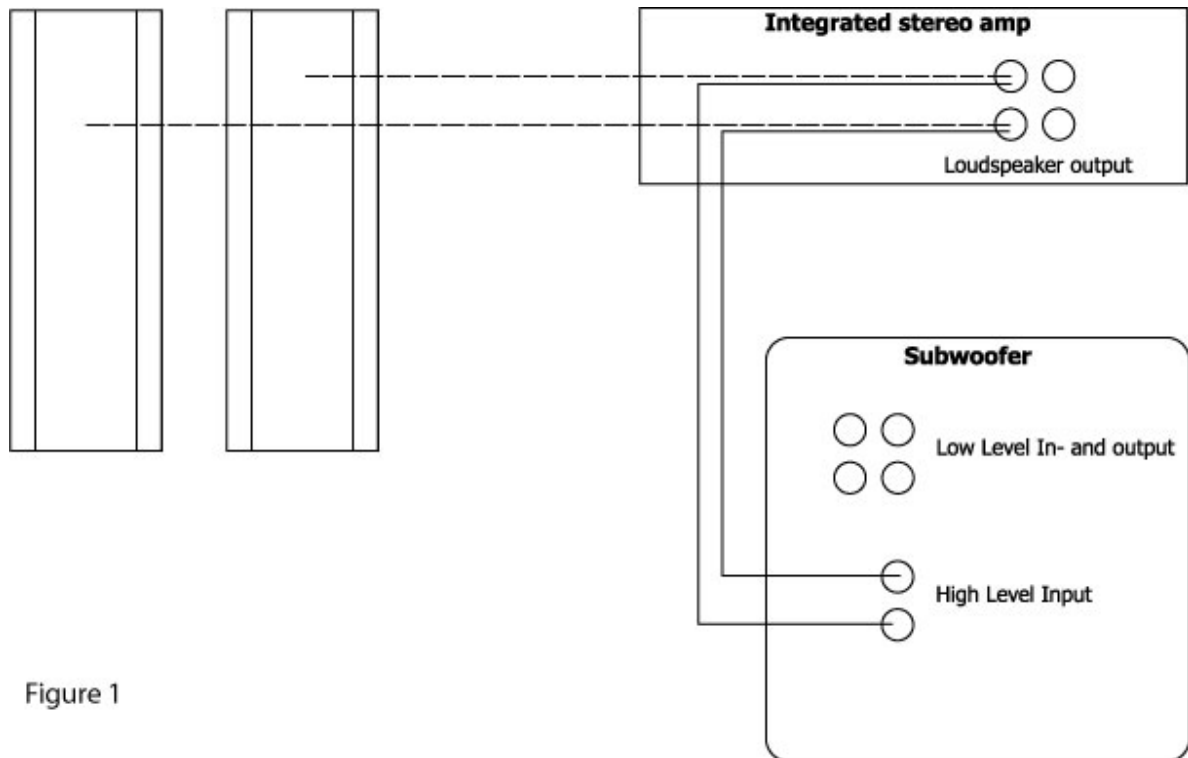 Integrated stereo amp
Loudspeaker output
Subwoofer
Low Level In- and output
High Level Input
Figure 1